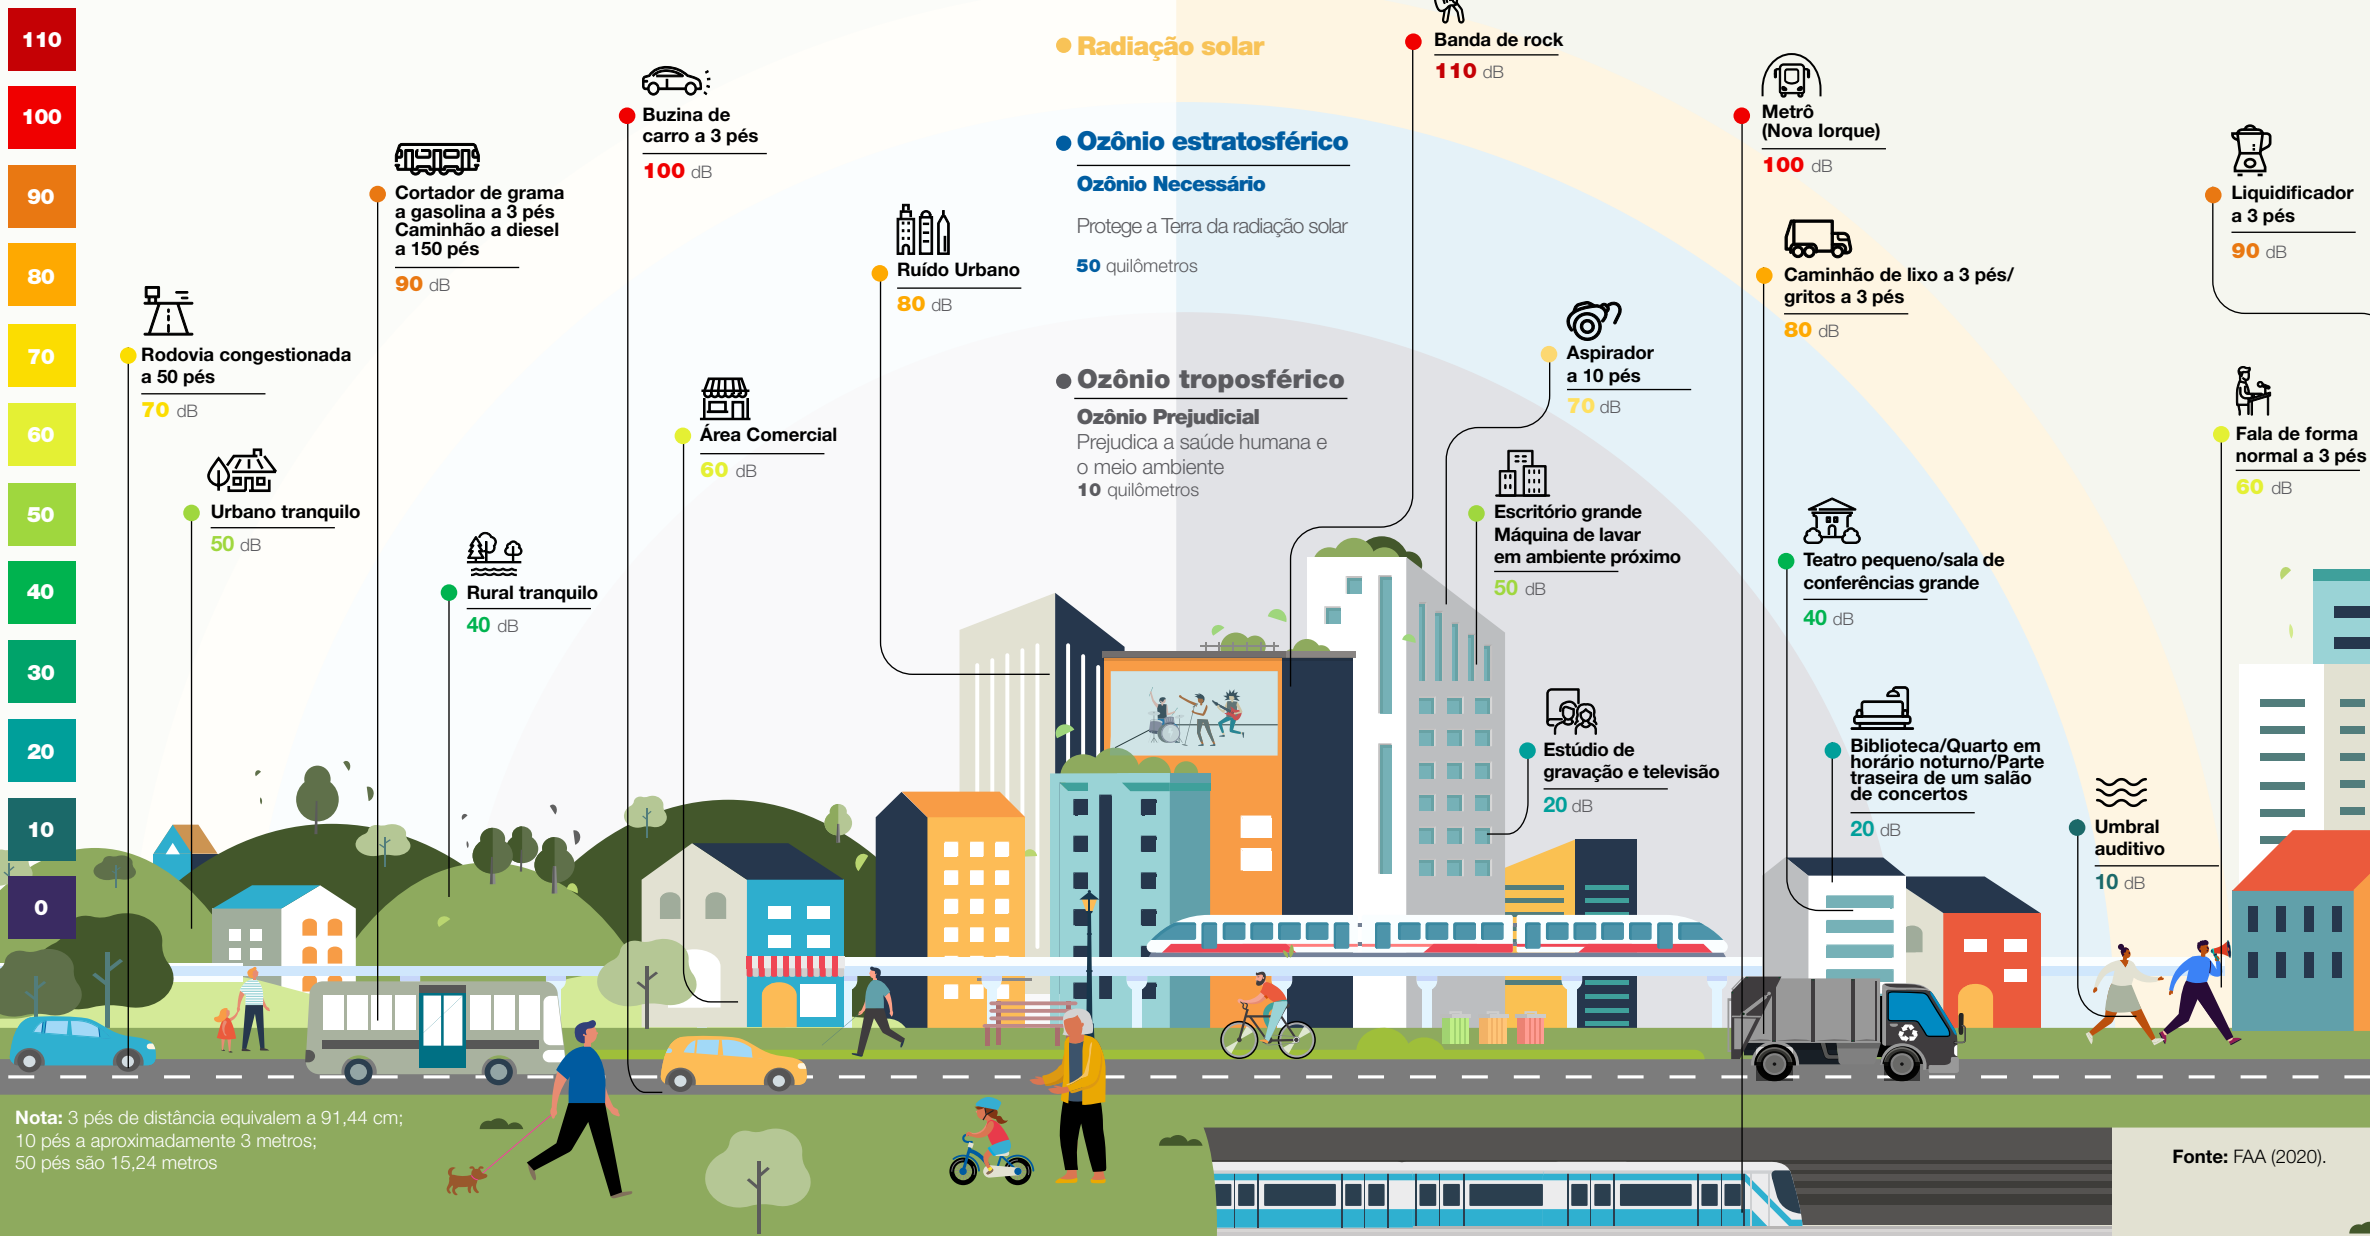 110
100
90
80
70
60
50
40
30
20
10
0
Rodovia congestionada
a 50 pés
70 dB
Urbano tranquilo
50 dB
Cortador de grama
a gasolina a 3 pés
Caminhão a diesel
a 150 pés
90 dB
Rural tranquilo
40 dB
Buzina de
carro a 3 pés
100 dB
Área Comercial
60 dB
Ruído Urbano
80 dB
Radiação solar
Ozônio estratosférico
Ozônio Necessário
Protege a Terra da radiação solar
50 quilômetros
Ozônio troposférico
Ozônio Prejudicial
Prejudica a saúde humana e
o meio ambiente
10 quilômetros
Banda de rock
110 dB
Aspirador
a 10 pés
70 dB
Escritório grande
Máquina de lavar
em ambiente próximo
50 dB
Estúdio de
gravação e televisão
20 dB
Metrô
(Nova Iorque)
100 dB
Caminhão de lixo a 3 pés/
gritos a 3 pés
80 dB
Teatro pequeno/sala de
conferências grande
40 dB
Biblioteca/Quarto em
horário noturno/Parte
traseira de um salão
de concertos
20 dB
Umbral
auditivo
10 dB
Liquidificador
a 3 pés
90 dB
Fala de forma
normal a 3 pés
60 dB
Nota: 3 pés de distância equivalem a 91,44 cm;
10 pés a aproximadamente 3 metros;
50 pés são 15,24 metros
Fonte: FAA (2020).